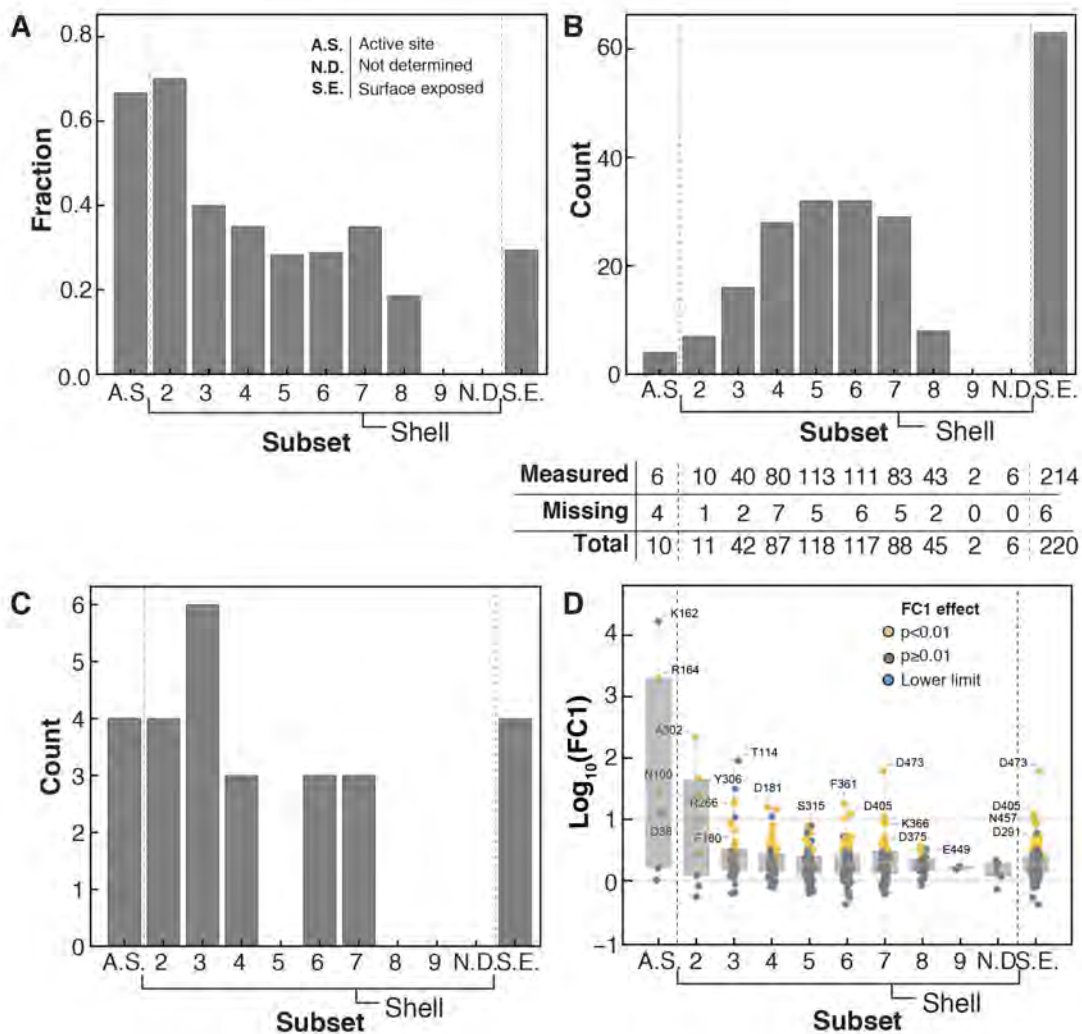 A
0.8
0.6
0.4
0.2
0.0
Fraction
A.S. Active site
N.D. Not determined
S.E. Surface exposed
A.S. 2 3 4 5 6 7 8 9 N.D. S.E.
Shell
Subset
B
60
40
20
0
Count
A.S. 2 3 4 5 6 7 8 9 N.D. S.E.
Shell
Subset
Measured 6 10 40 80 113 111 83 43 2 6 214
Missing 4 1 2 7 5 6 5 2 0 0 6
Total 10 11 42 87 118 117 88 45 2 6 220
C
6
5
4
3
2
1
0
Count
A.S. 2 3 4 5 6 7 8 9 N.D. S.E.
Shell
Subset
D
4
3
2
1
0
−1
Log10(FC1)
FC1 effect
p<0.01
p≥0.01
Lower limit
K162
R164
A302
T114
D473
D473
N100
Y306
D181
F361
R266
S315
D405
D405
K366
N457
D38
F180
D375
D291
E449
A.S. 2 3 4 5 6 7 8 9 N.D. S.E.
Shell
Subset